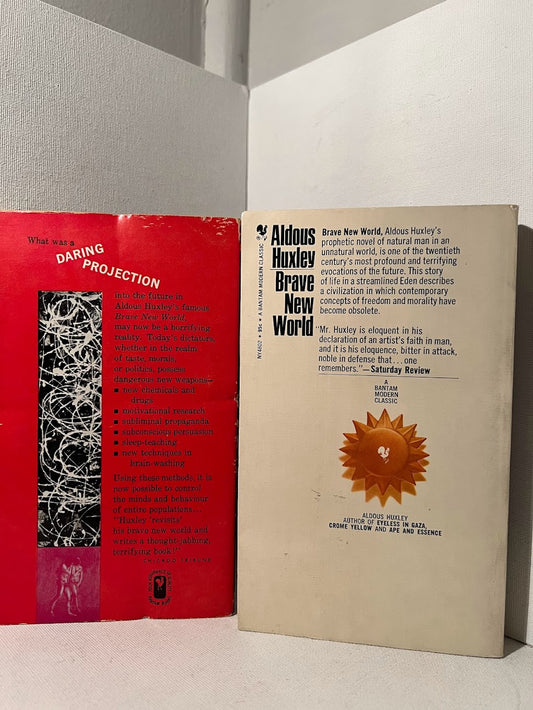 What was a
DARING
PROJECTION
into the future in
Aldous Huxley's famous
Brave New World,
may now be a horrifying
reality. Today's dictators,
whether in the realm
of taste, morals,
or politics, possess
dangerous new weapons—
new chemicals and
drugs
motivational research
subliminal propaganda
subconscious persuasion
sleep-teaching
new techniques in
brain-washing
Using these methods, it is
now possible to control
the minds and behaviour
of entire populations...
"Huxley 'revisits'
his brave new world and
writes a thought-jabbing,
terrifying book!"
CHICAGO TRIBUNE
NY4802 • 95c • A BANTAM MODERN CLASSIC
Aldous
Huxley
Brave
New
World
Brave New World, Aldous Huxley's
prophetic novel of natural man in an
unnatural world, is one of the twentieth
century's most profound and terrifying
evocations of the future. This story
of life in a streamlined Eden describes
a civilization in which contemporary
concepts of freedom and morality have
become obsolete.
"Mr. Huxley is eloquent in his
declaration of an artist's faith in man,
and it is his eloquence, bitter in attack,
noble in defense that...one
remembers."—Saturday Review
A
BANTAM
MODERN
CLASSIC
ALDOUS HUXLEY
AUTHOR OF EYELESS IN GAZA,
CROME YELLOW AND APE AND ESSENCE